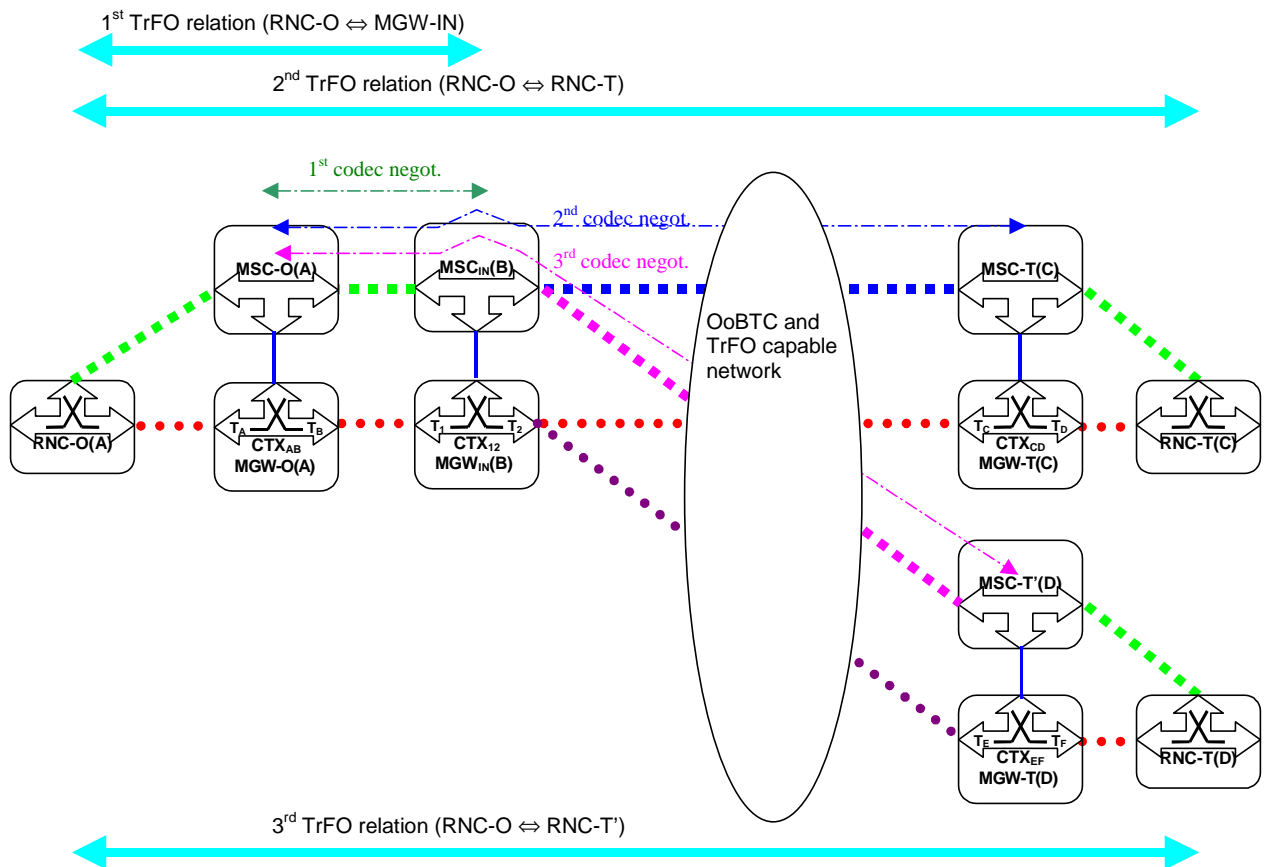 1st TrFO relation (RNC-O ⇔ MGW-IN)
2nd TrFO relation (RNC-O ⇔ RNC-T)
1st codec negot.
2nd codec negot.
3rd codec negot.
MSC-O(A)
MSCIN(B)
MSC-T(C)
OoBTC and
TrFO capable
network
RNC-O(A)
TA TB
CTXAB
MGW-O(A)
T1 T2
CTX12
MGWIN(B)
TC TD
CTXCD
MGW-T(C)
RNC-T(C)
MSC-T'(D)
TE TF
CTXEF
MGW-T(D)
RNC-T(D)
3rd TrFO relation (RNC-O ⇔ RNC-T')